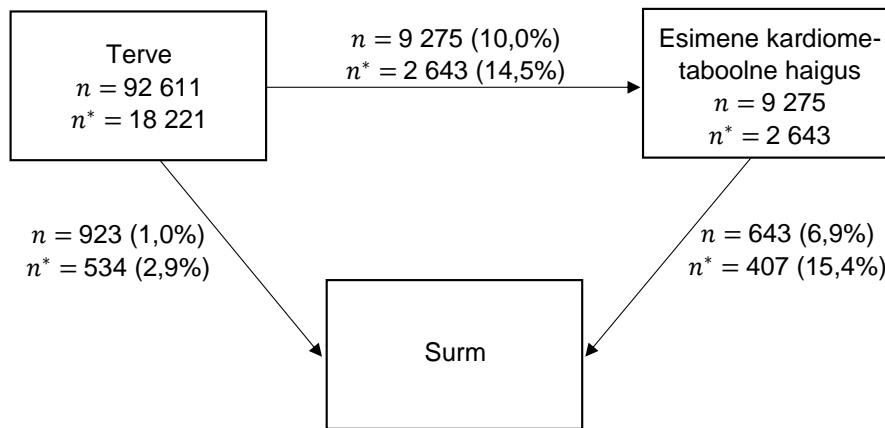 Terve
𝑛 = 92 611
𝑛* = 18 221
𝑛 = 9 275 (10,0%)
𝑛* = 2 643 (14,5%)
Esimene kardiome-
taboolne haigus
𝑛 = 9 275
𝑛* = 2 643
𝑛 = 923 (1,0%)
𝑛* = 534 (2,9%)
𝑛 = 643 (6,9%)
𝑛* = 407 (15,4%)
Surm